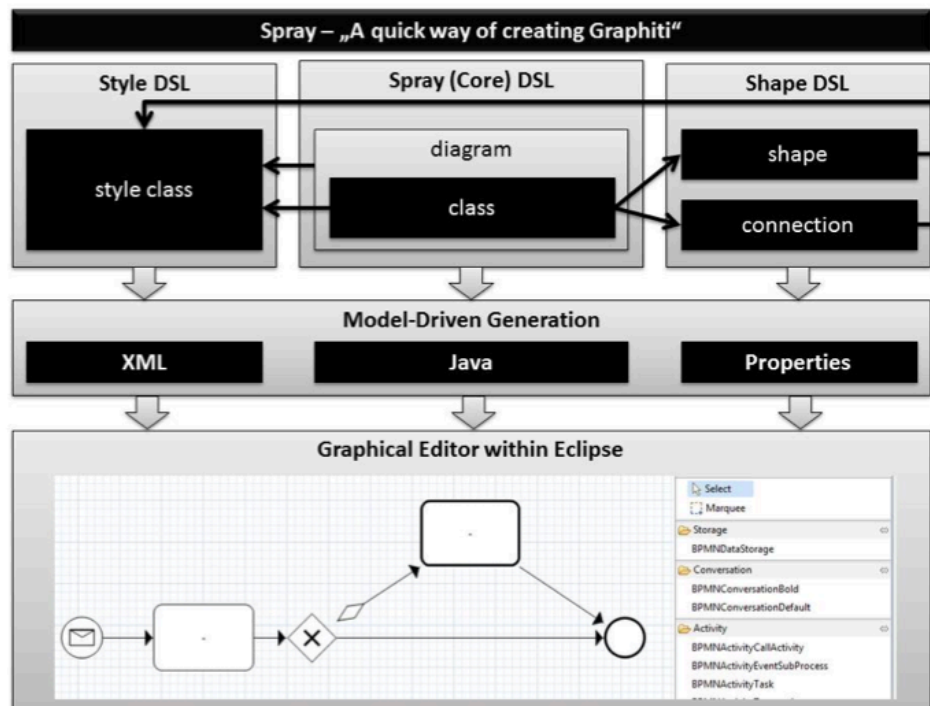 Spray – „A quick way of creating Graphiti“
Style DSL
Spray (Core) DSL
Shape DSL
style class
diagram
class
shape
connection
Model-Driven Generation
XML
Java
Properties
Graphical Editor within Eclipse
Select
Marquee
Storage
BPMNDataStorage
Conversation
BPMNConversationBold
BPMNConversationDefault
Activity
BPMNActivityCallActivity
BPMNActivityEventSubProcess
BPMNActivityTask